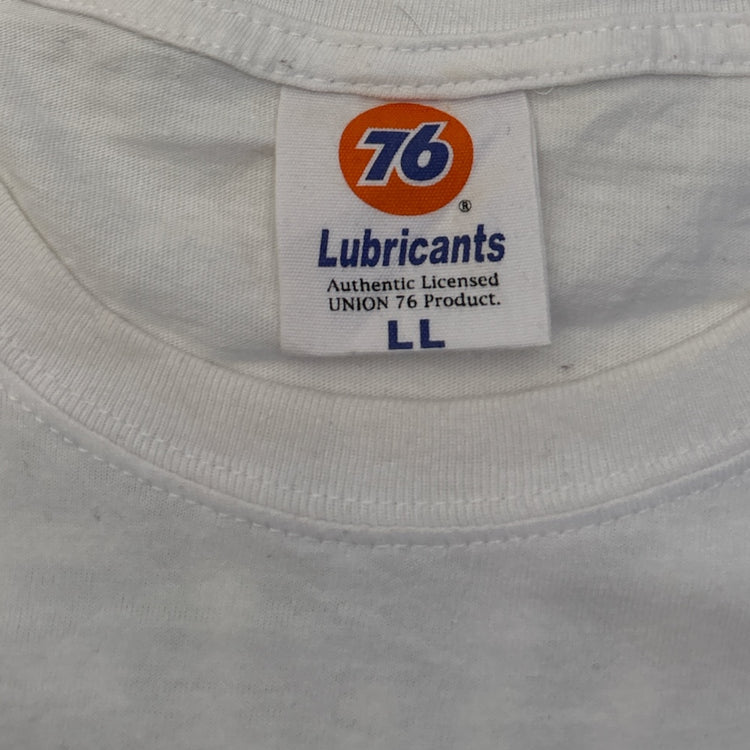 76
®
Lubricants
Authentic Licensed
UNION 76 Product.
LL